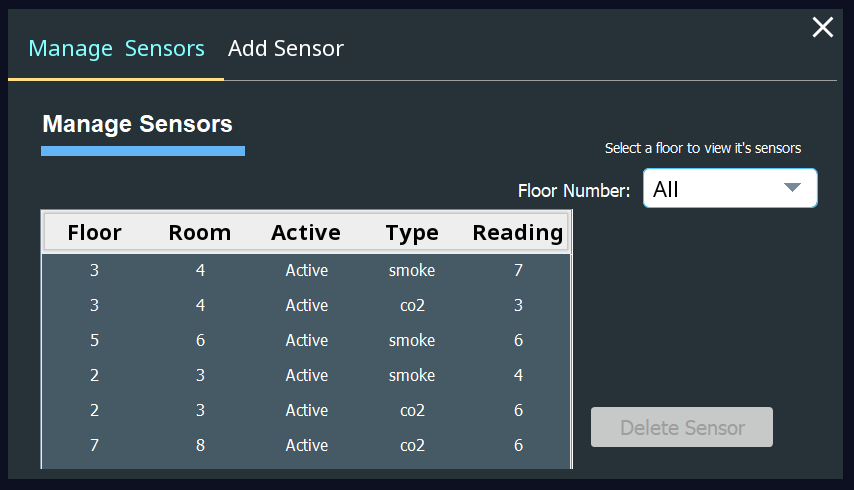 Manage Sensors Add Sensor
Manage Sensors
Select a floor to view it's sensors
Floor Number: All
Floor Room Active Type Reading
3 4 Active smoke 7
3 4 Active co2 3
5 6 Active smoke 6
2 3 Active smoke 4
2 3 Active co2 6
7 8 Active co2 6
Delete Sensor